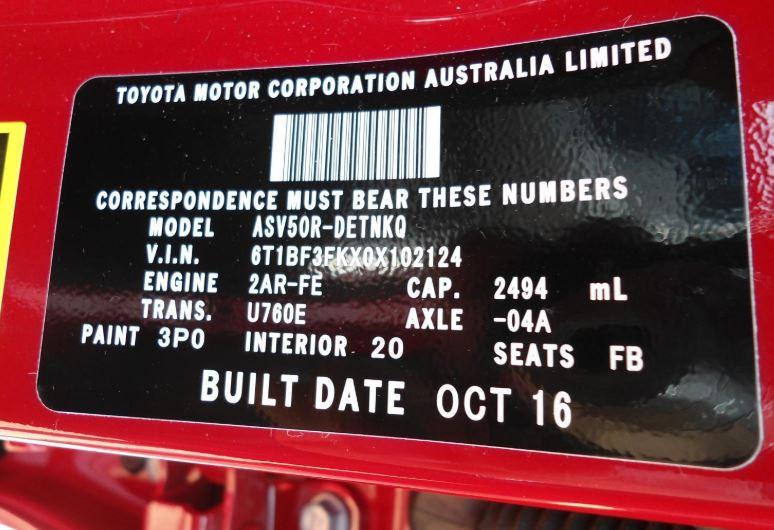 TOYOTA MOTOR CORPORATION AUSTRALIA LIMITED
CORRESPONDENCE MUST BEAR THESE NUMBERS
MODEL ASV50R-DETNKQ
V.I.N. 6T1BF3FKX0X102124
ENGINE 2AR-FE CAP. 2494 mL
TRANS. U760E AXLE -04A
PAINT 3P0 INTERIOR 20 SEATS FB
BUILT DATE OCT 16